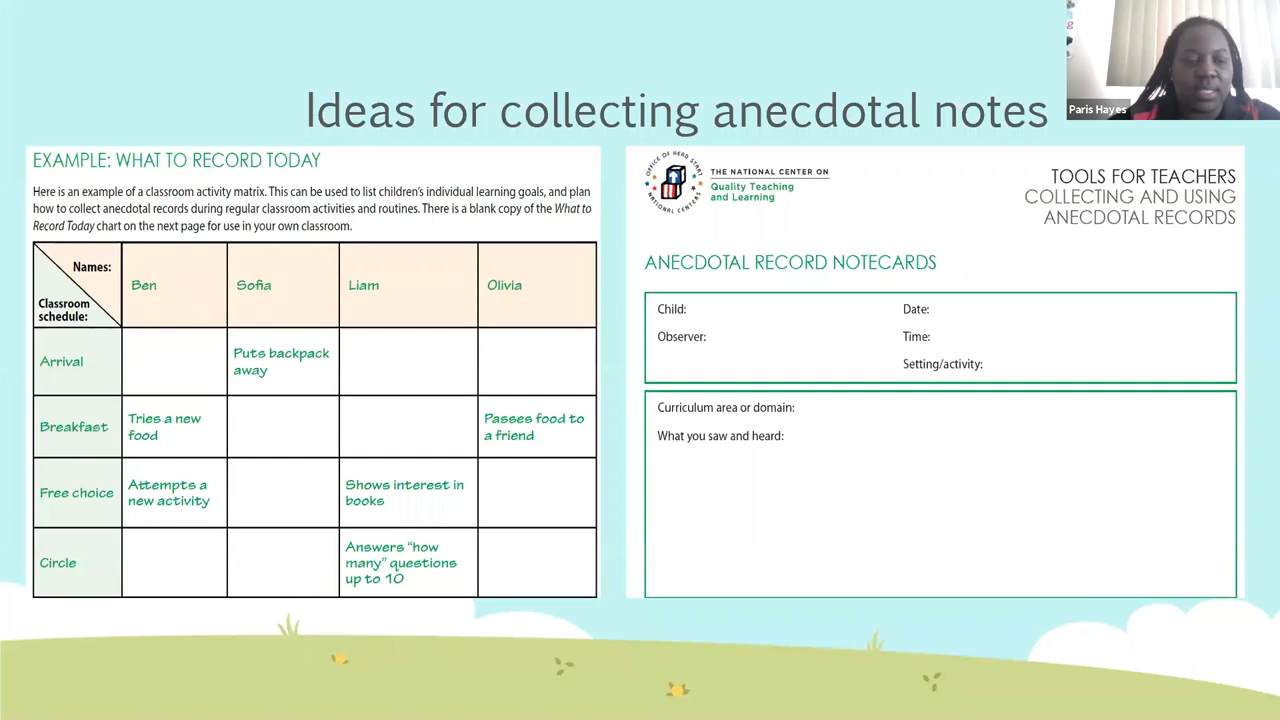 Ideas for collecting anecdotal notes
Paris Hayes
EXAMPLE: WHAT TO RECORD TODAY
Here is an example of a classroom activity matrix. This can be used to list children's individual learning goals, and plan
how to collect anecdotal records during regular classroom activities and routines. There is a blank copy of the What to
Record Today chart on the next page for use in your own classroom.
Names:
Classroom
schedule:
Ben
Sofia
Liam
Olivia
Arrival
Puts backpack
away
Breakfast
Tries a new
food
Passes food to
a friend
Free choice
Attempts a
new activity
Shows interest in
books
Circle
Answers "how
many" questions
up to 10
OFFICE OF HEAD START
NATIONAL CENTERS
THE NATIONAL CENTER ON
Quality Teaching
and Learning
TOOLS FOR TEACHERS
COLLECTING AND USING
ANECDOTAL RECORDS
ANECDOTAL RECORD NOTECARDS
Child:
Date:
Observer:
Time:
Setting/activity:
Curriculum area or domain:
What you saw and heard: